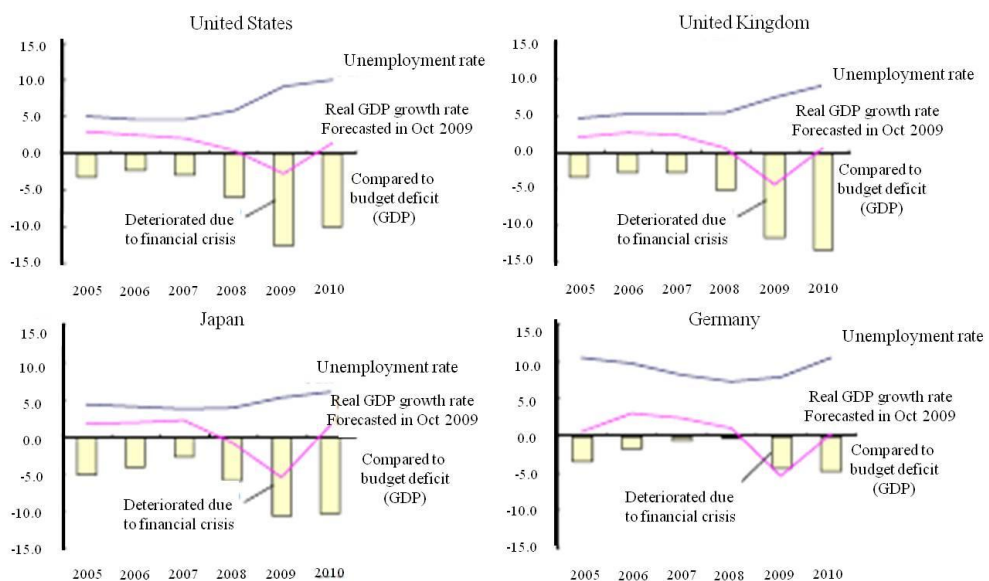 United States
15.0
10.0
5.0
0.0
-5.0
-10.0
-15.0
Unemployment rate
Real GDP growth rate
Forecasted in Oct 2009
Compared to
budget deficit
(GDP)
Deteriorated due
to financial crisis
2005 2006 2007 2008 2009 2010
United Kingdom
15.0
10.0
5.0
0.0
-5.0
-10.0
-15.0
Unemployment rate
Real GDP growth rate
Forecasted in Oct 2009
Compared to
budget deficit
(GDP)
Deteriorated due
to financial crisis
2005 2006 2007 2008 2009 2010
Japan
15.0
10.0
5.0
0.0
-5.0
-10.0
-15.0
Unemployment rate
Real GDP growth rate
Forecasted in Oct 2009
Compared to
budget deficit
(GDP)
Deteriorated due
to financial crisis
2005 2006 2007 2008 2009 2010
Germany
15.0
10.0
5.0
0.0
-5.0
-10.0
-15.0
Unemployment rate
Real GDP growth rate
Forecasted in Oct 2009
Compared to
budget deficit
(GDP)
Deteriorated due
to financial crisis
2005 2006 2007 2008 2009 2010